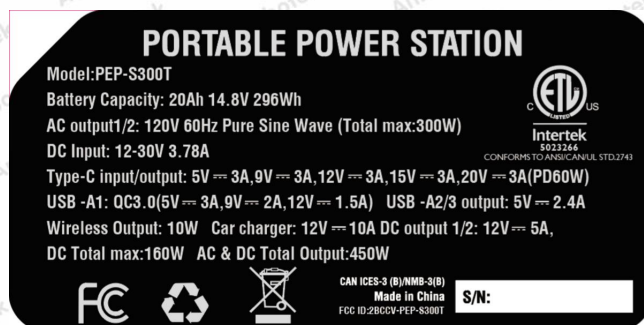 PORTABLE POWER STATION
Model:PEP-S300T
Battery Capacity: 20Ah 14.8V 296Wh
AC output1/2: 120V 60Hz Pure Sine Wave (Total max:300W)
DC Input: 12-30V 3.78A
Type-C input/output: 5V⎓3A,9V⎓3A,12V⎓3A,15V⎓3A,20V⎓3A(PD60W)
USB -A1: QC3.0(5V⎓3A,9V⎓2A,12V⎓1.5A) USB -A2/3 output: 5V⎓2.4A
Wireless Output: 10W Car charger: 12V⎓10A DC output 1/2: 12V⎓5A,
DC Total max:160W AC & DC Total Output:450W
C ETL US
LISTED
Intertek
5023266
CONFORMS TO ANSI/CAN/UL STD.2743
FC
CAN ICES-3 (B)/NMB-3(B)
Made in China
FCC ID:2BCCV-PEP-S300T
S/N: